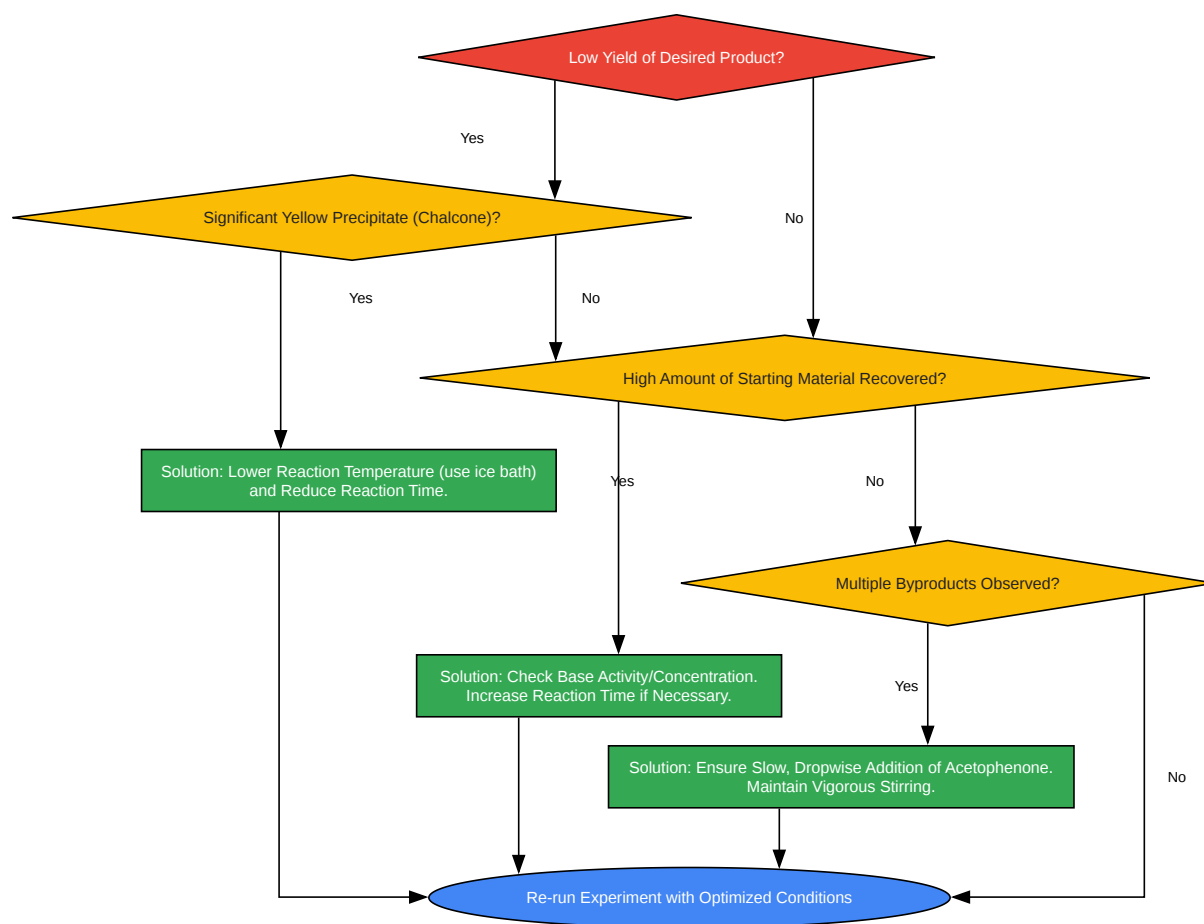 Low Yield of Desired Product?
Yes
Significant Yellow Precipitate (Chalcone)?
No
Yes
No
High Amount of Starting Material Recovered?
Solution: Lower Reaction Temperature (use ice bath)
and Reduce Reaction Time.
Yes
No
Multiple Byproducts Observed?
Solution: Check Base Activity/Concentration.
Increase Reaction Time if Necessary.
Yes
Solution: Ensure Slow, Dropwise Addition of Acetophenone.
Maintain Vigorous Stirring.
No
Re-run Experiment with Optimized Conditions